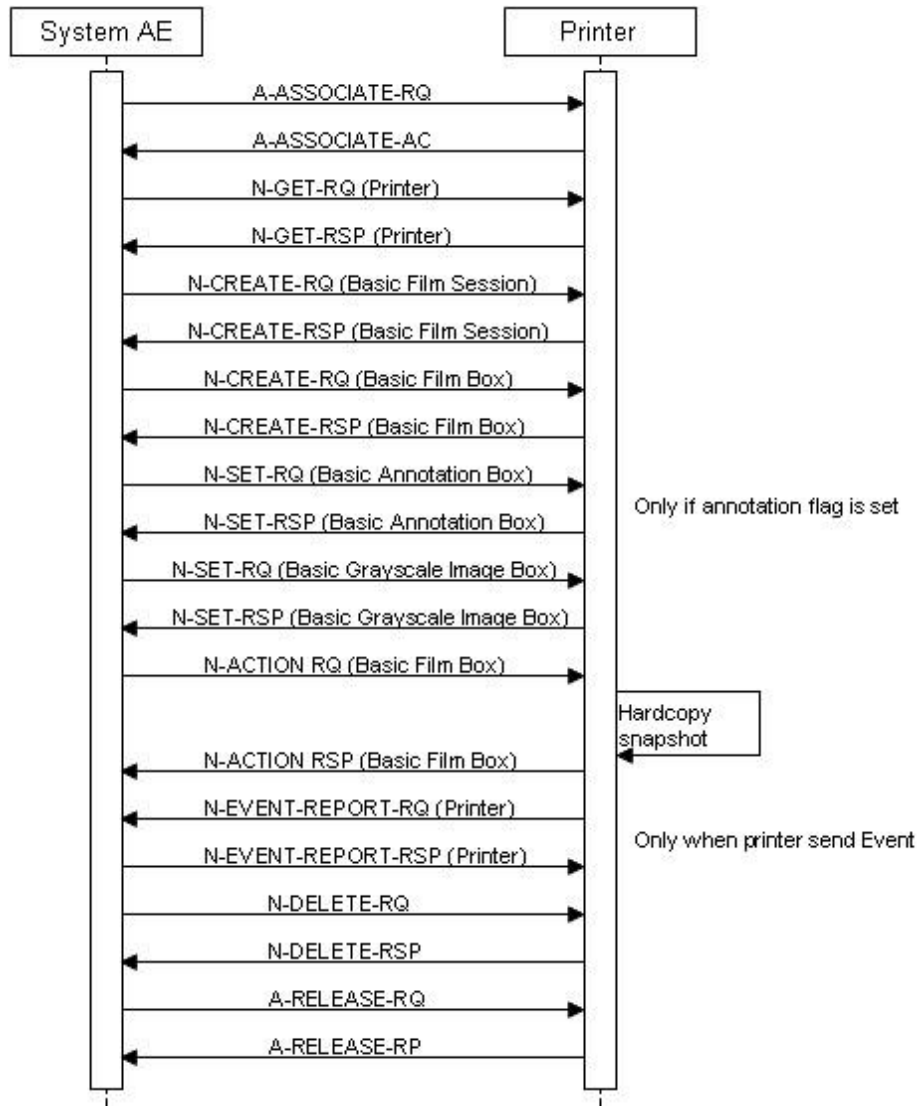 System AE
Printer
A-ASSOCIATE-RQ
A-ASSOCIATE-AC
N-GET-RQ (Printer)
N-GET-RSP (Printer)
N-CREATE-RQ (Basic Film Session)
N-CREATE-RSP (Basic Film Session)
N-CREATE-RQ (Basic Film Box)
N-CREATE-RSP (Basic Film Box)
N-SET-RQ (Basic Annotation Box)
Only if annotation flag is set
N-SET-RSP (Basic Annotation Box)
N-SET-RQ (Basic Grayscale Image Box)
N-SET-RSP (Basic Grayscale Image Box)
N-ACTION RQ (Basic Film Box)
Hardcopy
snapshot
N-ACTION RSP (Basic Film Box)
N-EVENT-REPORT-RQ (Printer)
Only when printer send Event
N-EVENT-REPORT-RSP (Printer)
N-DELETE-RQ
N-DELETE-RSP
A-RELEASE-RQ
A-RELEASE-RP